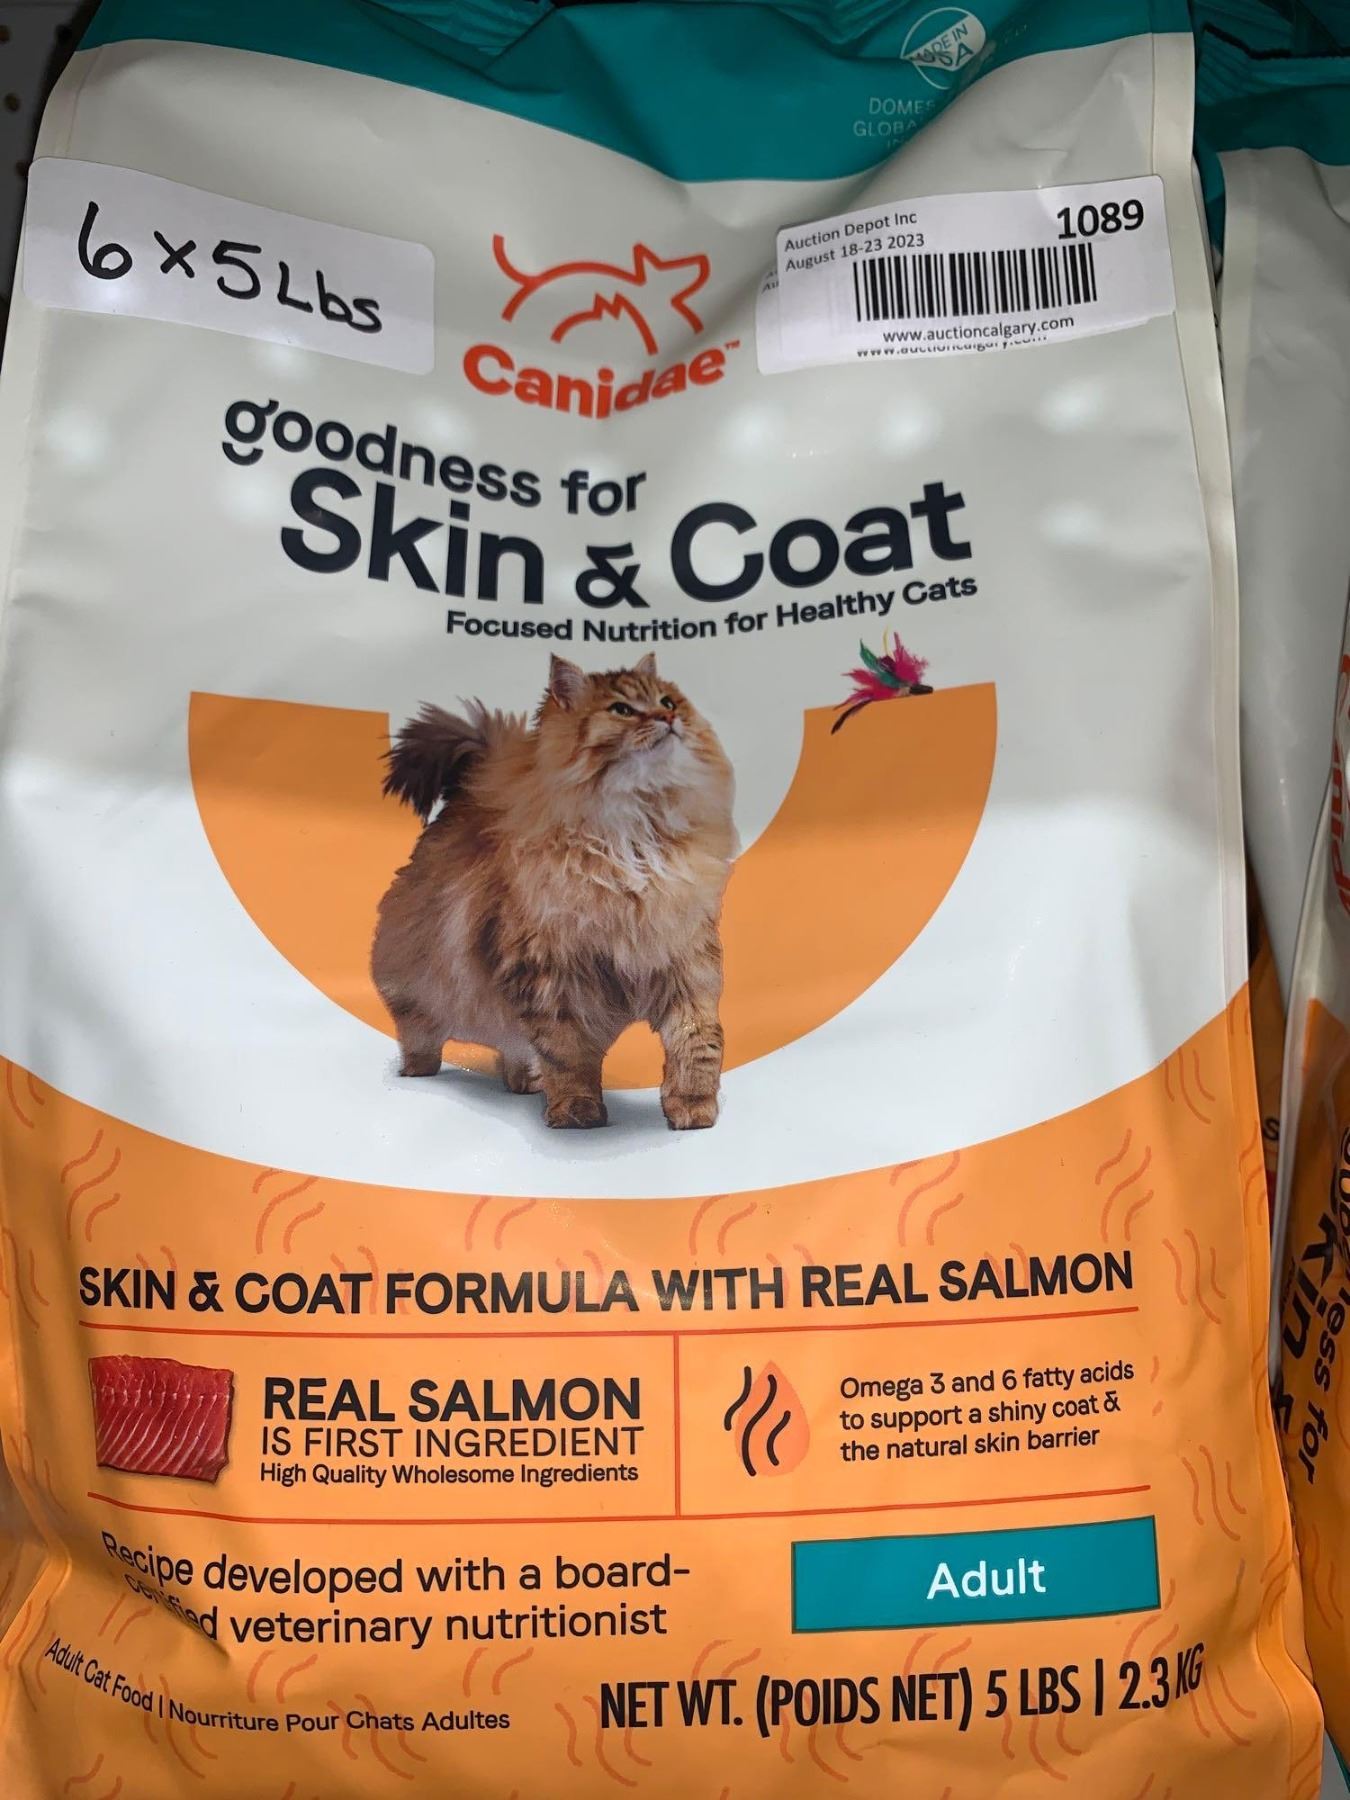 MADE IN
USA
6 x 5 Lbs
Auction Depot Inc
August 18-23 2023
1089
www.auctioncalgary.com
Canidae™
goodness for
Skin & Coat
Focused Nutrition for Healthy Cats
SKIN & COAT FORMULA WITH REAL SALMON
REAL SALMON
IS FIRST INGREDIENT
High Quality Wholesome Ingredients
Omega 3 and 6 fatty acids
to support a shiny coat &
the natural skin barrier
Recipe developed with a board-
certified veterinary nutritionist
Adult
Adult Cat Food | Nourriture Pour Chats Adultes
NET WT. (POIDS NET) 5 LBS | 2.3 KG